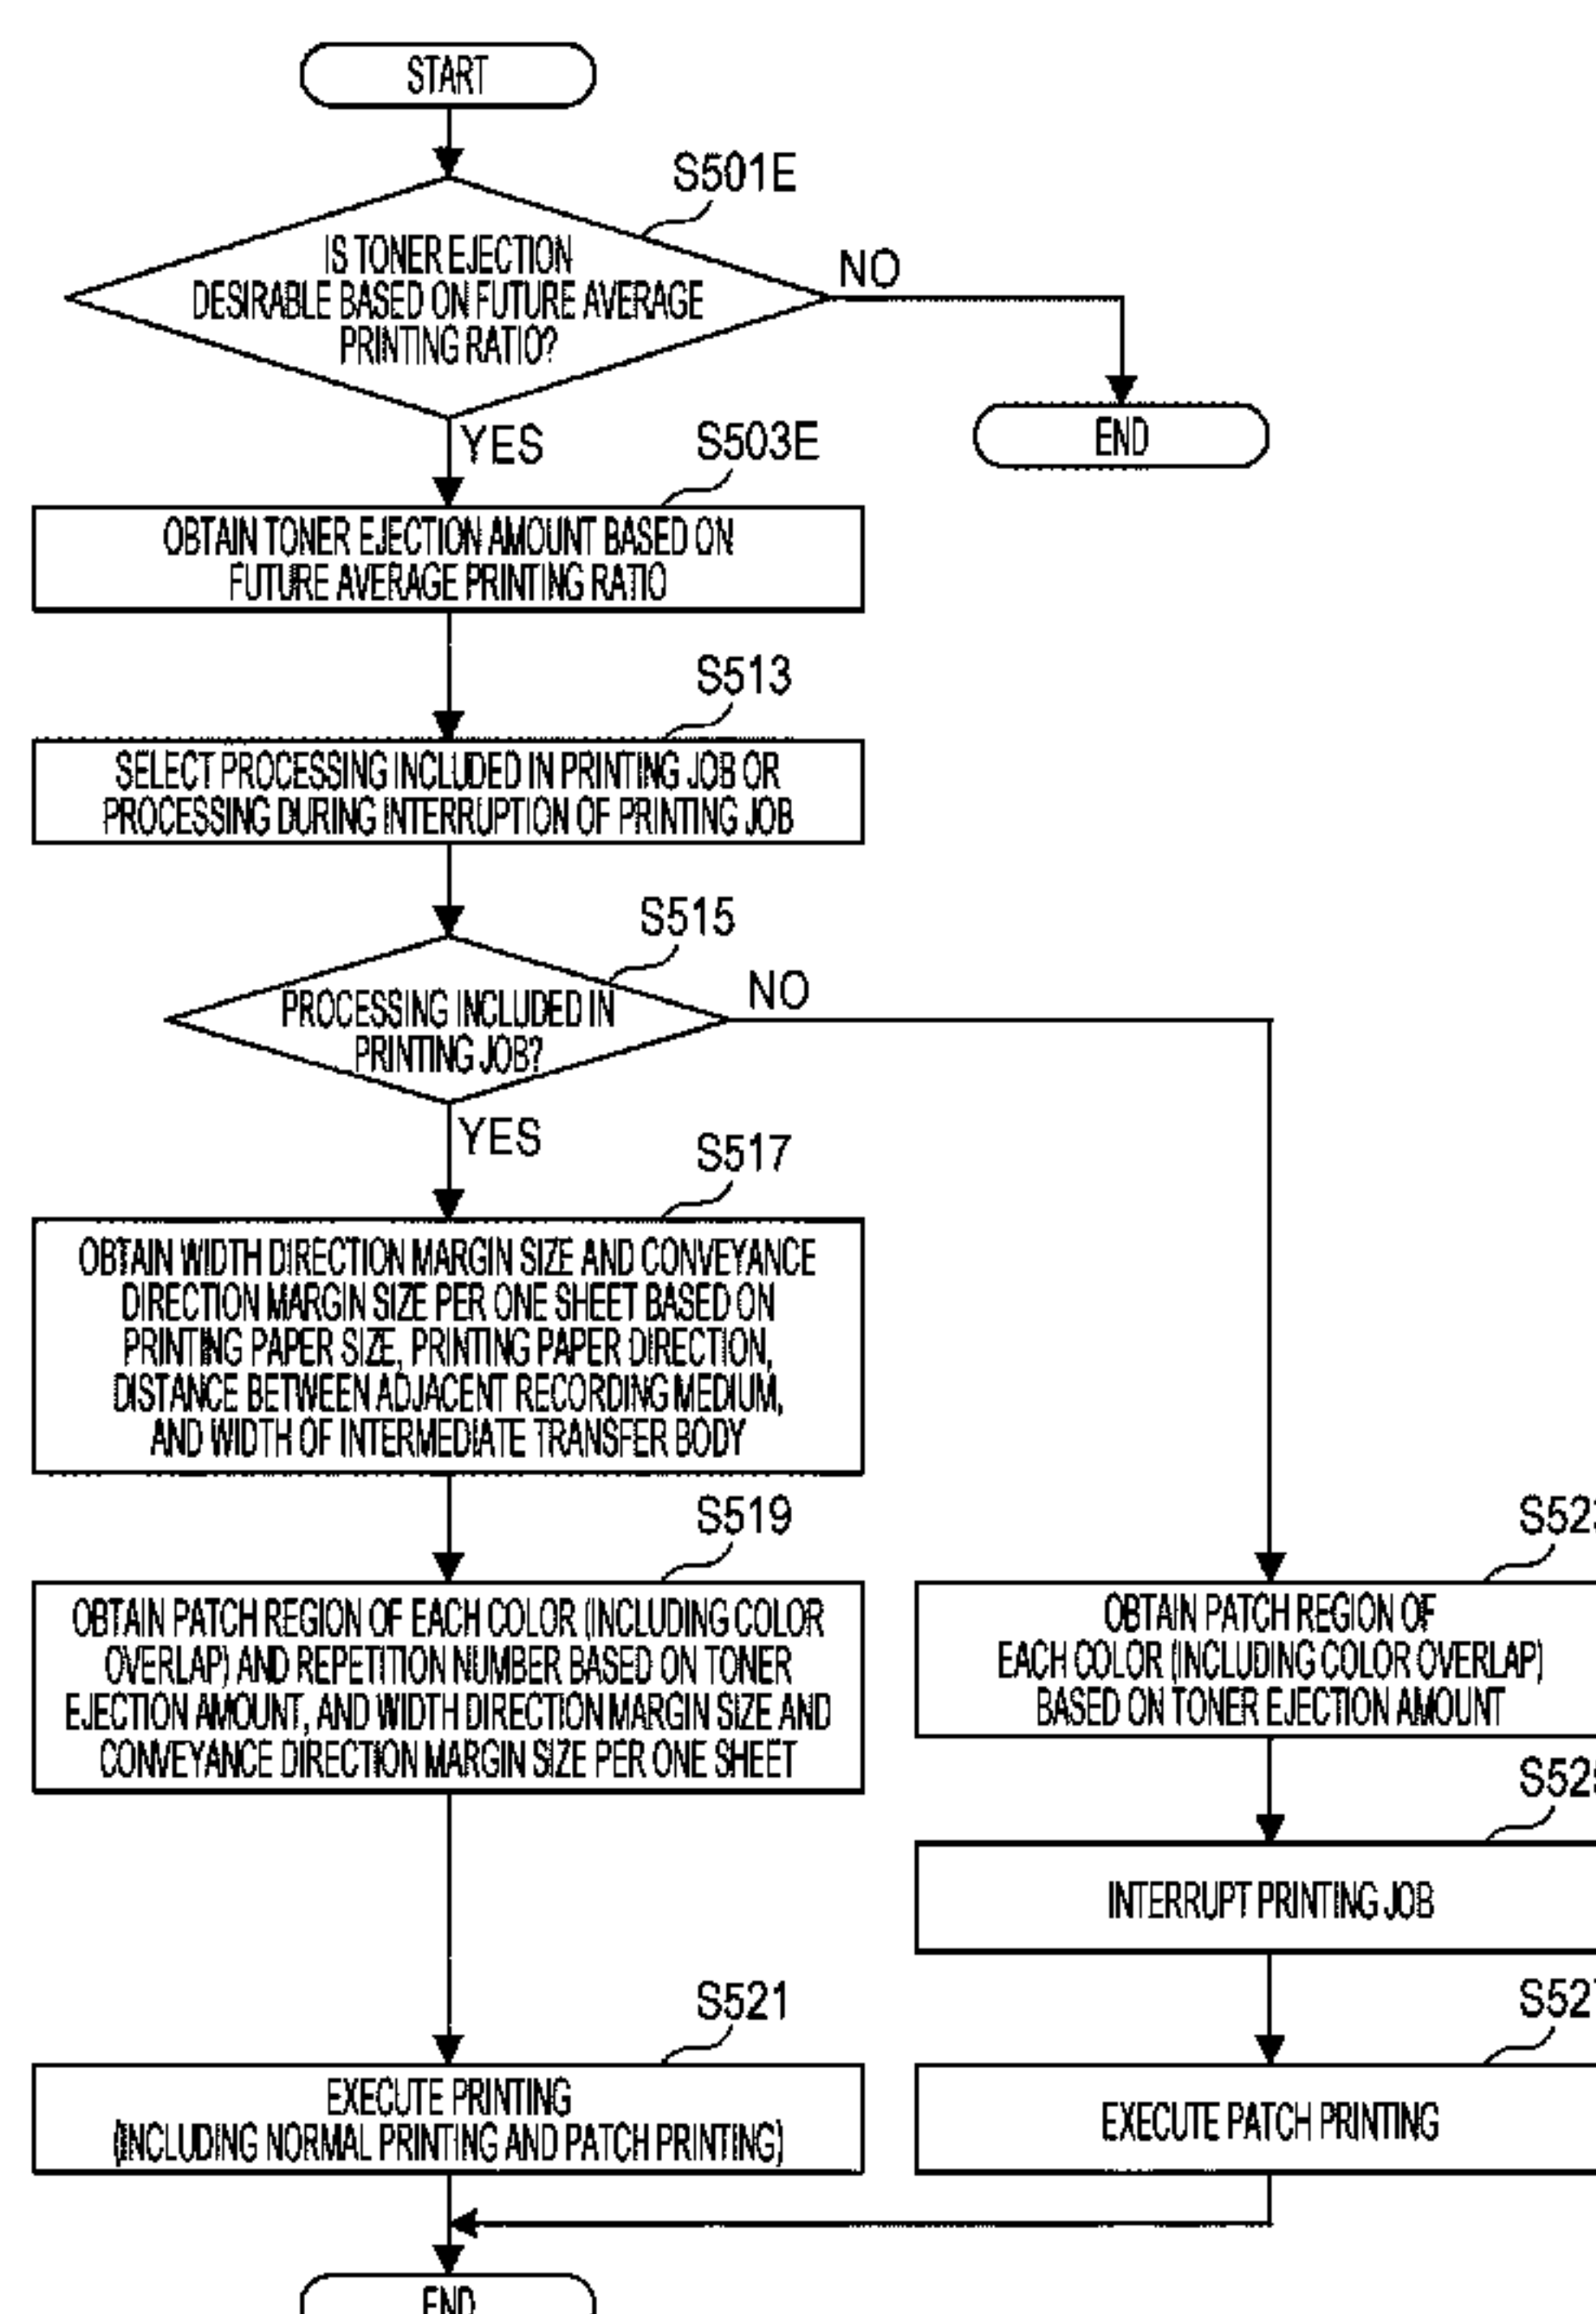 START
S501E
IS TONER EJECTION
DESIRABLE BASED ON FUTURE AVERAGE
PRINTING RATIO?
NO
END
YES
S503E
OBTAIN TONER EJECTION AMOUNT BASED ON
FUTURE AVERAGE PRINTING RATIO
S513
SELECT PROCESSING INCLUDED IN PRINTING JOB OR
PROCESSING DURING INTERRUPTION OF PRINTING JOB
S515
PROCESSING INCLUDED IN
PRINTING JOB?
NO
YES
S517
OBTAIN WIDTH DIRECTION MARGIN SIZE AND CONVEYANCE
DIRECTION MARGIN SIZE PER ONE SHEET BASED ON
PRINTING PAPER SIZE, PRINTING PAPER DIRECTION,
DISTANCE BETWEEN ADJACENT RECORDING MEDIUM,
AND WIDTH OF INTERMEDIATE TRANSFER BODY
S519
OBTAIN PATCH REGION OF EACH COLOR (INCLUDING COLOR
OVERLAP) AND REPETITION NUMBER BASED ON TONER
EJECTION AMOUNT, AND WIDTH DIRECTION MARGIN SIZE AND
CONVEYANCE DIRECTION MARGIN SIZE PER ONE SHEET
OBTAIN PATCH REGION OF
EACH COLOR (INCLUDING COLOR OVERLAP)
BASED ON TONER EJECTION AMOUNT
INTERRUPT PRINTING JOB
S521
EXECUTE PRINTING
(INCLUDING NORMAL PRINTING AND PATCH PRINTING)
EXECUTE PATCH PRINTING
END